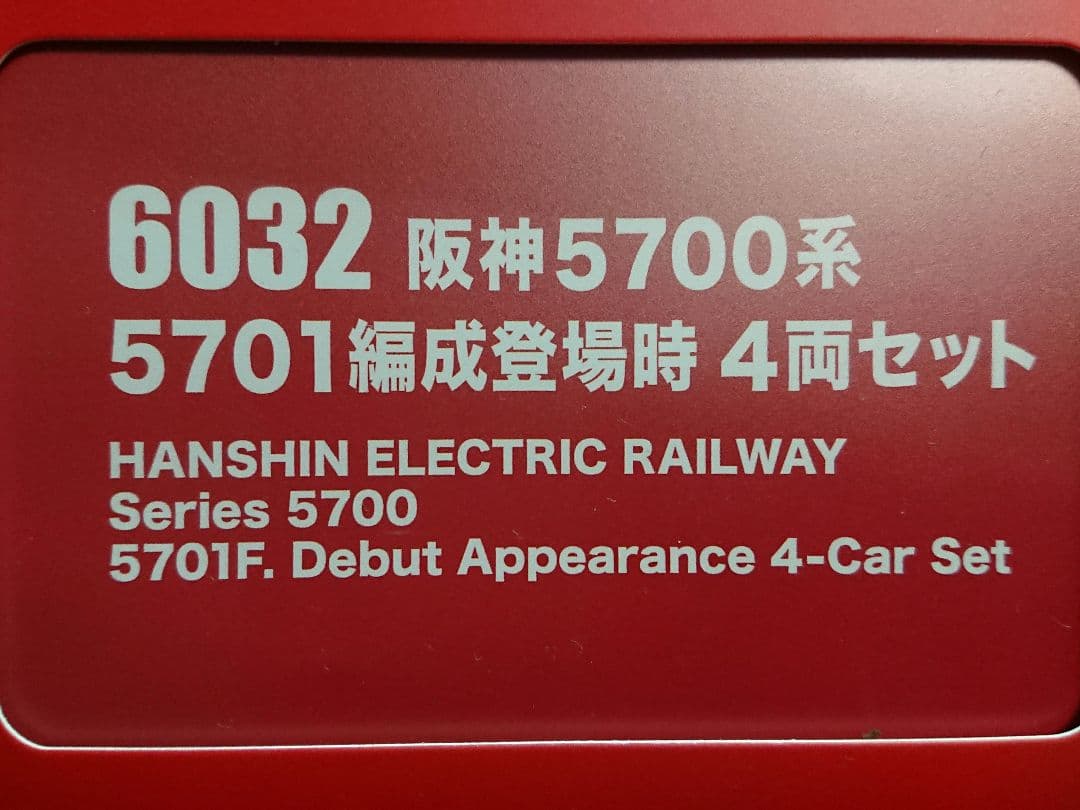 6032 阪神5700系
5701編成登場時 4両セット
HANSHIN ELECTRIC RAILWAY
Series 5700
5701F. Debut Appearance 4-Car Set